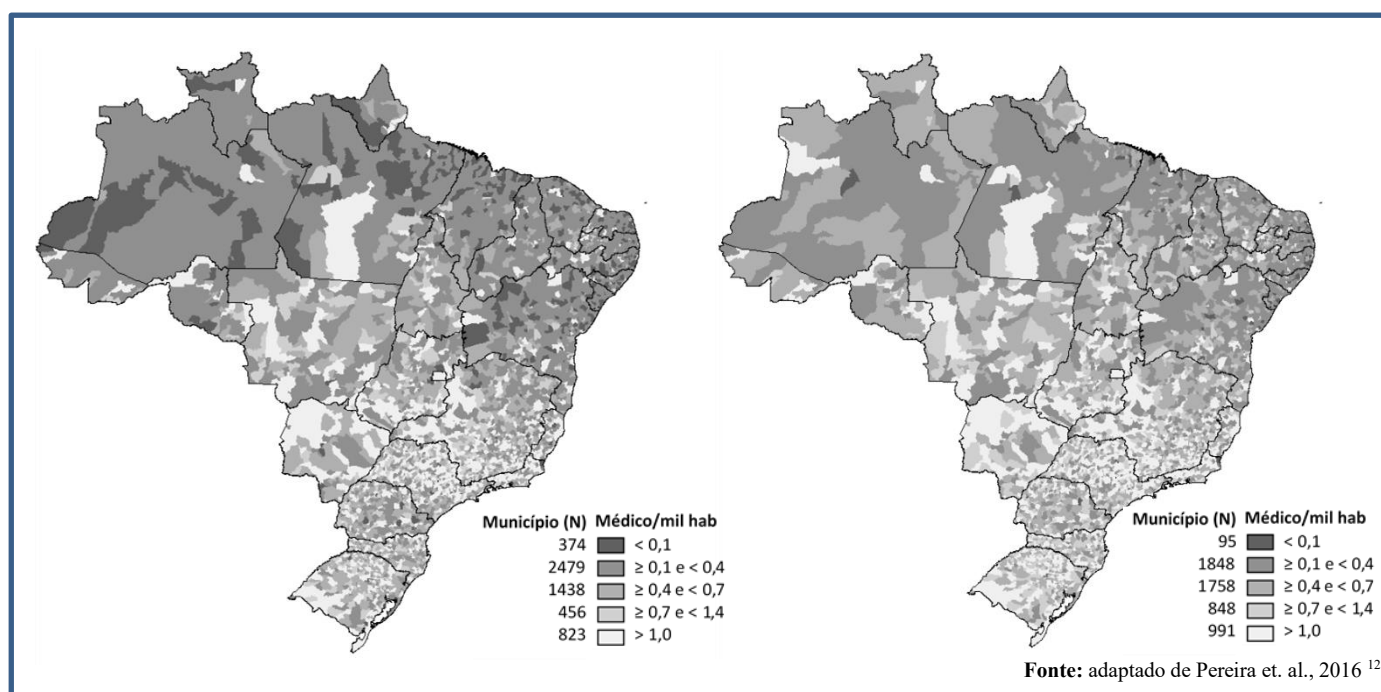 Município (N) Médico/mil hab
374 < 0,1
2479 ≥ 0,1 e < 0,4
1438 ≥ 0,4 e < 0,7
456 ≥ 0,7 e < 1,4
823 > 1,0
Município (N) Médico/mil hab
95 < 0,1
1848 ≥ 0,1 e < 0,4
1758 ≥ 0,4 e < 0,7
848 ≥ 0,7 e < 1,4
991 > 1,0
Fonte: adaptado de Pereira et. al., 2016 12